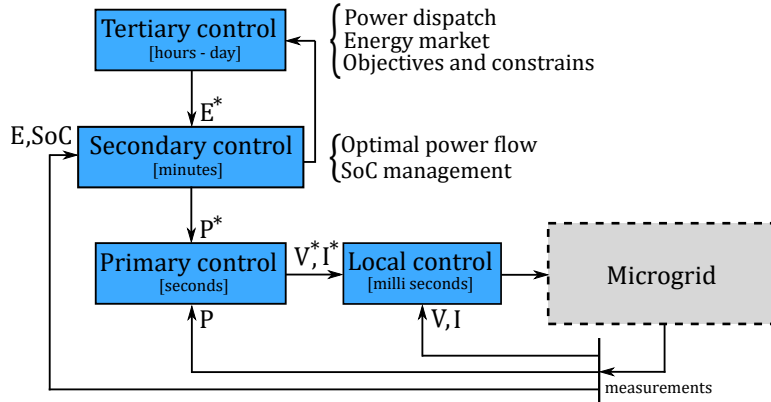 Tertiary control
[hours - day]
Power dispatch
Energy market
Objectives and constrains
E*
E,SoC
Secondary control
[minutes]
Optimal power flow
SoC management
P*
Primary control
[seconds]
V*, I*
Local control
[milli seconds]
Microgrid
P
V, I
measurements